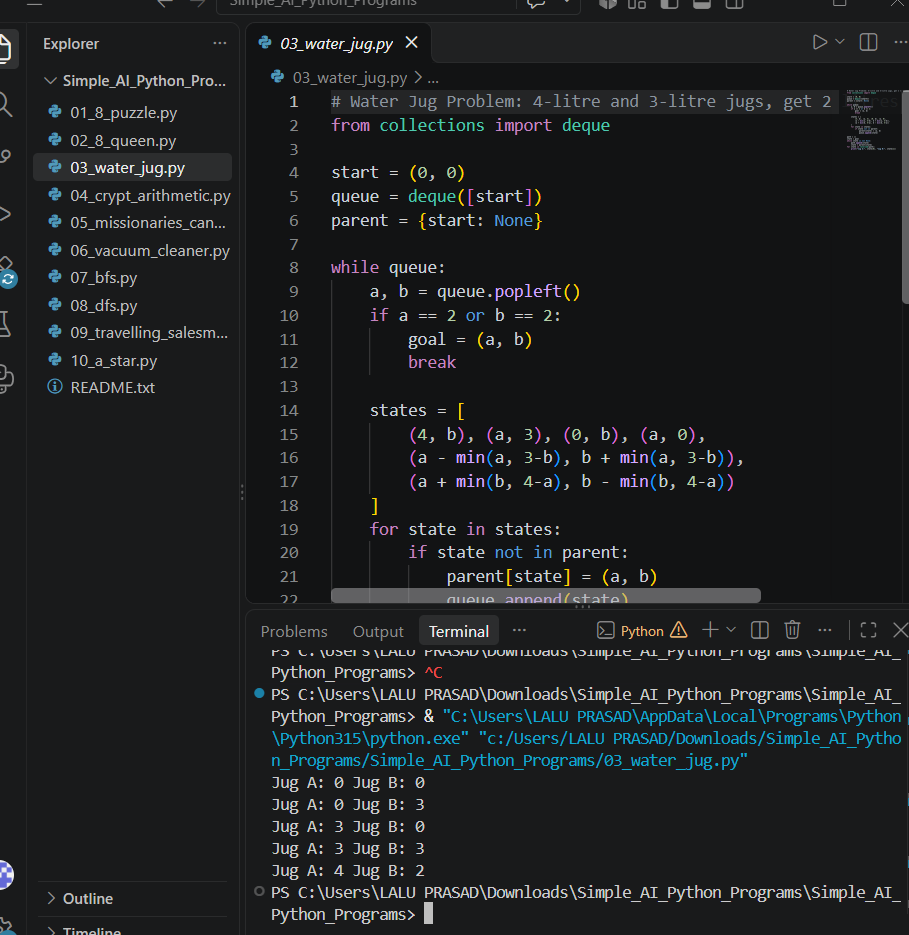 Simple_AI_Python_Programs
Explorer
Simple_AI_Python_Pro...
01_8_puzzle.py
02_8_queen.py
03_water_jug.py
04_crypt_arithmetic.py
05_missionaries_can...
06_vacuum_cleaner.py
07_bfs.py
08_dfs.py
09_travelling_salesm...
10_a_star.py
README.txt
Outline
Timeline
03_water_jug.py
03_water_jug.py > ...
1 # Water Jug Problem: 4-litre and 3-litre jugs, get 2
2 from collections import deque
3
4 start = (0, 0)
5 queue = deque([start])
6 parent = {start: None}
7
8 while queue:
9     a, b = queue.popleft()
10     if a == 2 or b == 2:
11         goal = (a, b)
12         break
13
14     states = [
15         (4, b), (a, 3), (0, b), (a, 0),
16         (a - min(a, 3-b), b + min(a, 3-b)),
17         (a + min(b, 4-a), b - min(b, 4-a))
18     ]
19     for state in states:
20         if state not in parent:
21             parent[state] = (a, b)
22             queue.append(state)
Problems Output Terminal ... Python
PS C:\Users\LALU PRASAD\Downloads\Simple_AI_Python_Programs\Simple_AI_
Python_Programs> ^C
PS C:\Users\LALU PRASAD\Downloads\Simple_AI_Python_Programs\Simple_AI_
Python_Programs> & "C:\Users\LALU PRASAD\AppData\Local\Programs\Python
\Python315\python.exe" "c:/Users/LALU PRASAD/Downloads/Simple_AI_Pytho
n_Programs/Simple_AI_Python_Programs/03_water_jug.py"
Jug A: 0 Jug B: 0
Jug A: 0 Jug B: 3
Jug A: 3 Jug B: 0
Jug A: 3 Jug B: 3
Jug A: 4 Jug B: 2
PS C:\Users\LALU PRASAD\Downloads\Simple_AI_Python_Programs\Simple_AI_
Python_Programs>